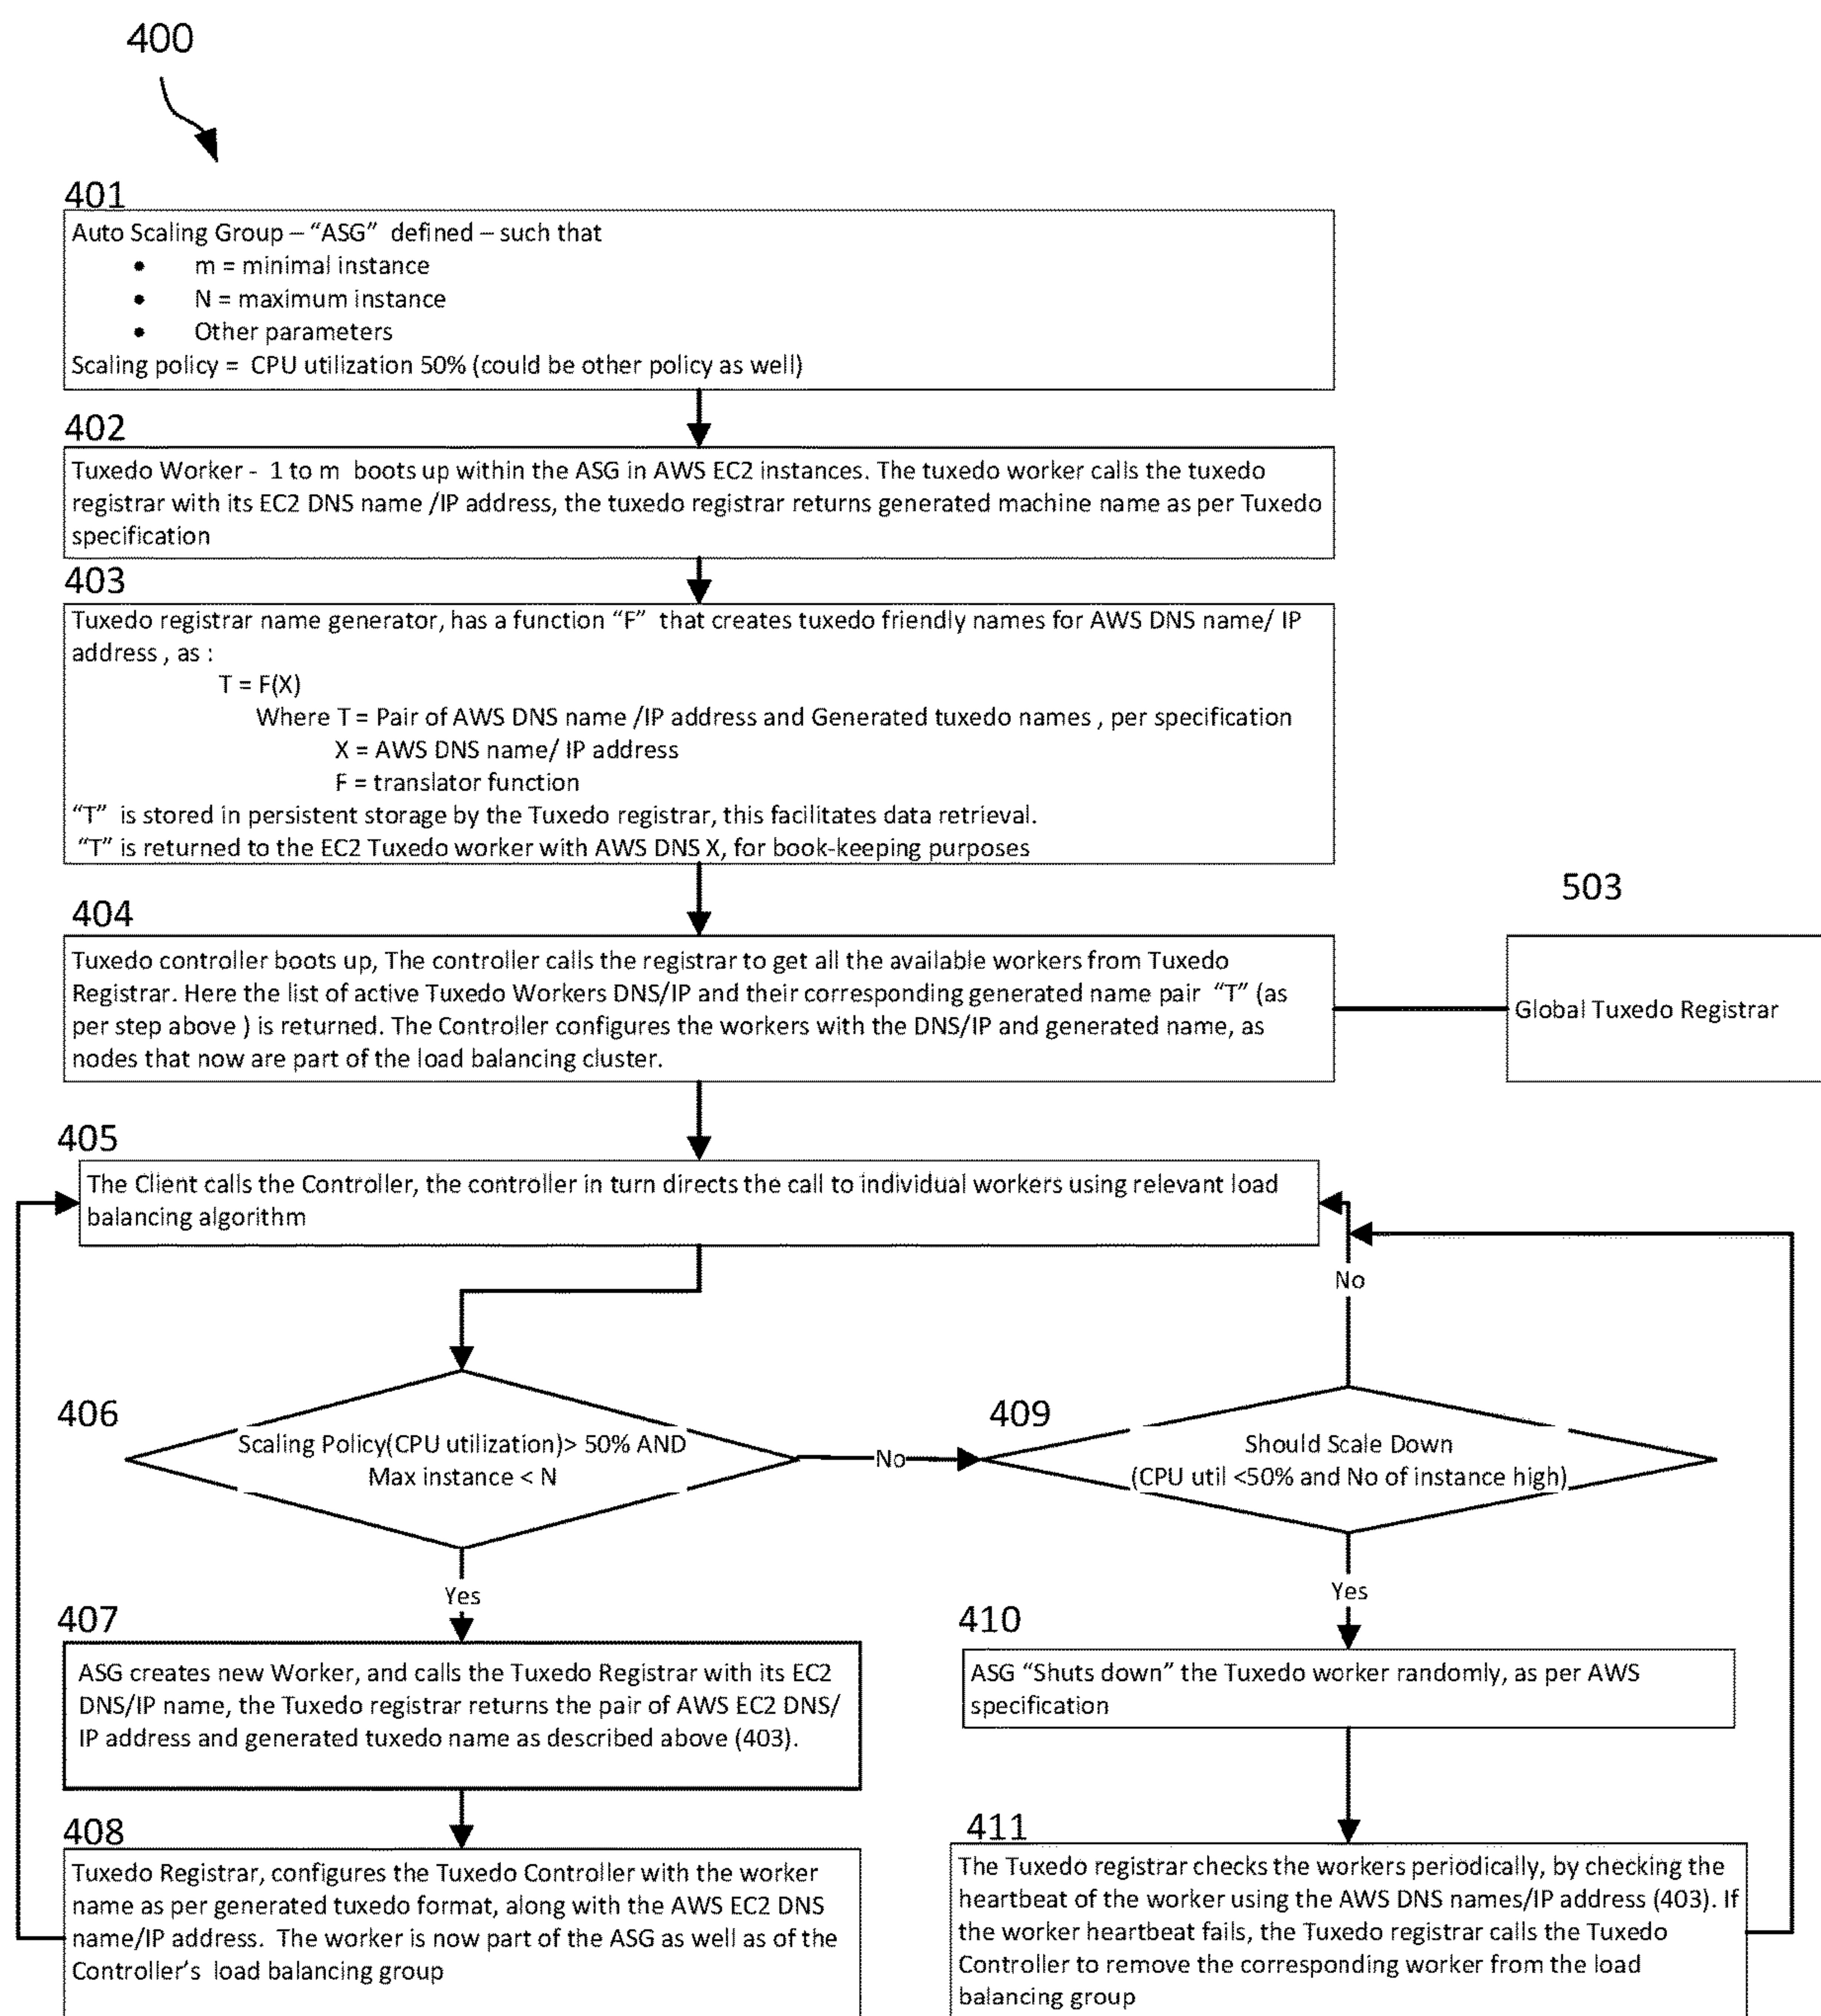 400
401
Auto Scaling Group – “ASG” defined – such that
• m = minimal instance
• N = maximum instance
• Other parameters
Scaling policy = CPU utilization 50% (could be other policy as well)
402
Tuxedo Worker - 1 to m boots up within the ASG in AWS EC2 instances. The tuxedo worker calls the tuxedo
registrar with its EC2 DNS name /IP address, the tuxedo registrar returns generated machine name as per Tuxedo
specification
403
Tuxedo registrar name generator, has a function “F” that creates tuxedo friendly names for AWS DNS name/ IP
address , as :
T = F(X)
Where T = Pair of AWS DNS name /IP address and Generated tuxedo names , per specification
X = AWS DNS name/ IP address
F = translator function
“T” is stored in persistent storage by the Tuxedo registrar, this facilitates data retrieval.
“T” is returned to the EC2 Tuxedo worker with AWS DNS X, for book-keeping purposes
404
Tuxedo controller boots up, The controller calls the registrar to get all the available workers from Tuxedo
Registrar. Here the list of active Tuxedo Workers DNS/IP and their corresponding generated name pair “T” (as
per step above ) is returned. The Controller configures the workers with the DNS/IP and generated name, as
nodes that now are part of the load balancing cluster.
503
Global Tuxedo Registrar
405
The Client calls the Controller, the controller in turn directs the call to individual workers using relevant load
balancing algorithm
406
Scaling Policy(CPU utilization)> 50% AND
Max instance < N
No
409
Should Scale Down
(CPU util <50% and No of instance high)
No
Yes
Yes
407
ASG creates new Worker, and calls the Tuxedo Registrar with its EC2
DNS/IP name, the Tuxedo registrar returns the pair of AWS EC2 DNS/
IP address and generated tuxedo name as described above (403).
410
ASG “Shuts down” the Tuxedo worker randomly, as per AWS
specification
408
Tuxedo Registrar, configures the Tuxedo Controller with the worker
name as per generated tuxedo format, along with the AWS EC2 DNS
name/IP address. The worker is now part of the ASG as well as of the
Controller’s load balancing group
411
The Tuxedo registrar checks the workers periodically, by checking the
heartbeat of the worker using the AWS DNS names/IP address (403). If
the worker heartbeat fails, the Tuxedo registrar calls the Tuxedo
Controller to remove the corresponding worker from the load
balancing group